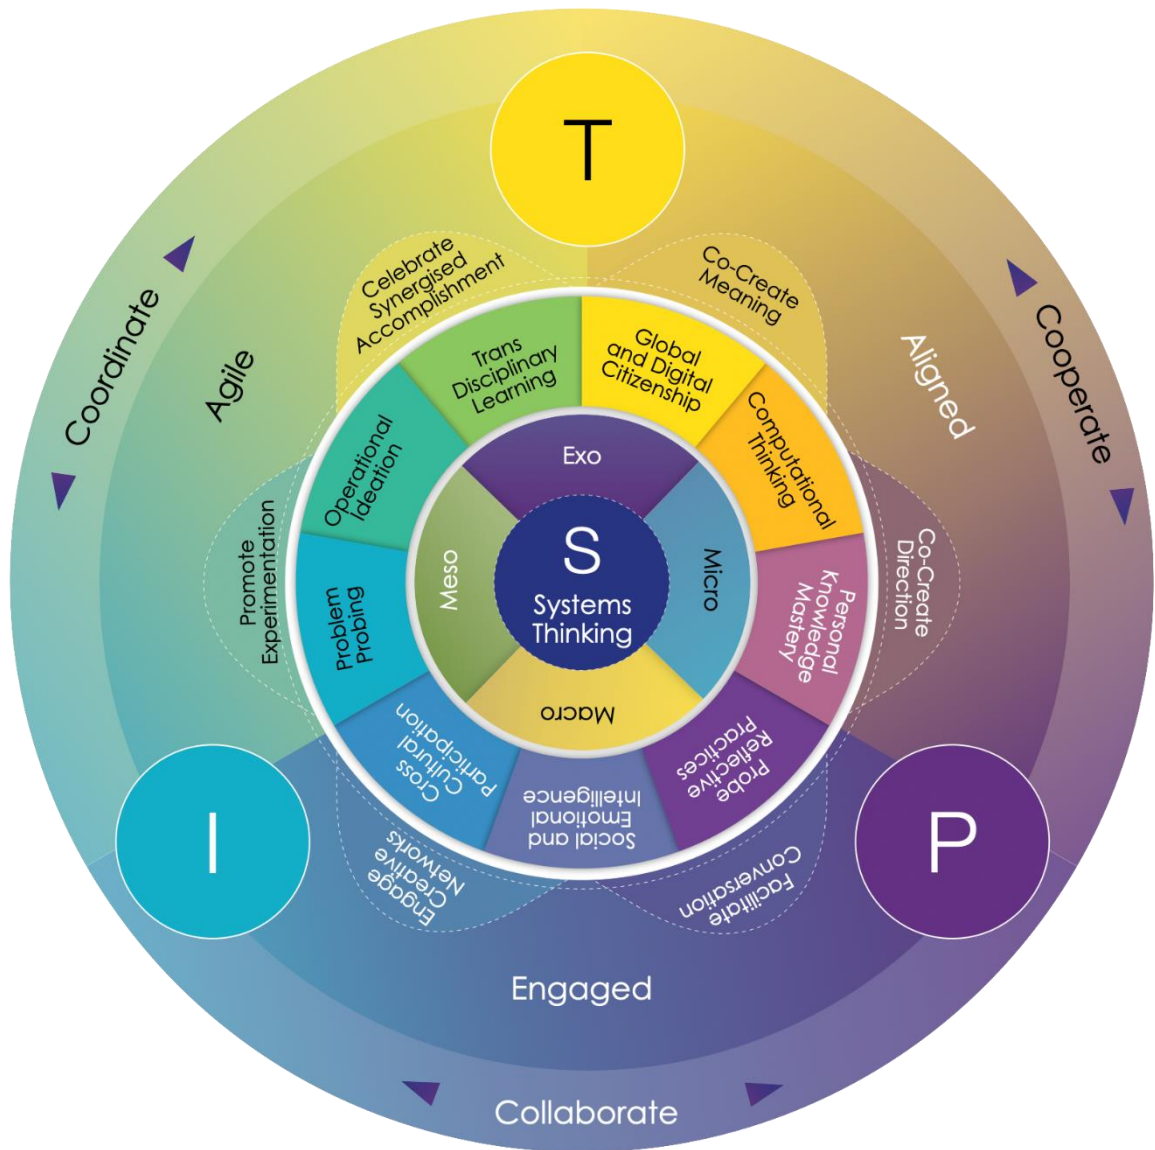 T
Celebrate
Synergised
Accomplishment
Co-Create
Meaning
Coordinate
Agile
Aligned
Cooperate
Trans
Disciplinary
Learning
Global
and Digital
Citizenship
Operational
Ideation
Computational
Thinking
Exo
Meso
Micro
Macro
S
Systems
Thinking
Promote
Experimentation
Problem
Probing
Personal
Knowledge
Mastery
Co-Create
Direction
Cross
Cultural
Participation
Social and
Emotional
Intelligence
Probe
Reflective
Practices
I
P
Engage
Creative
Networks
Facilitate
Conversation
Engaged
Collaborate